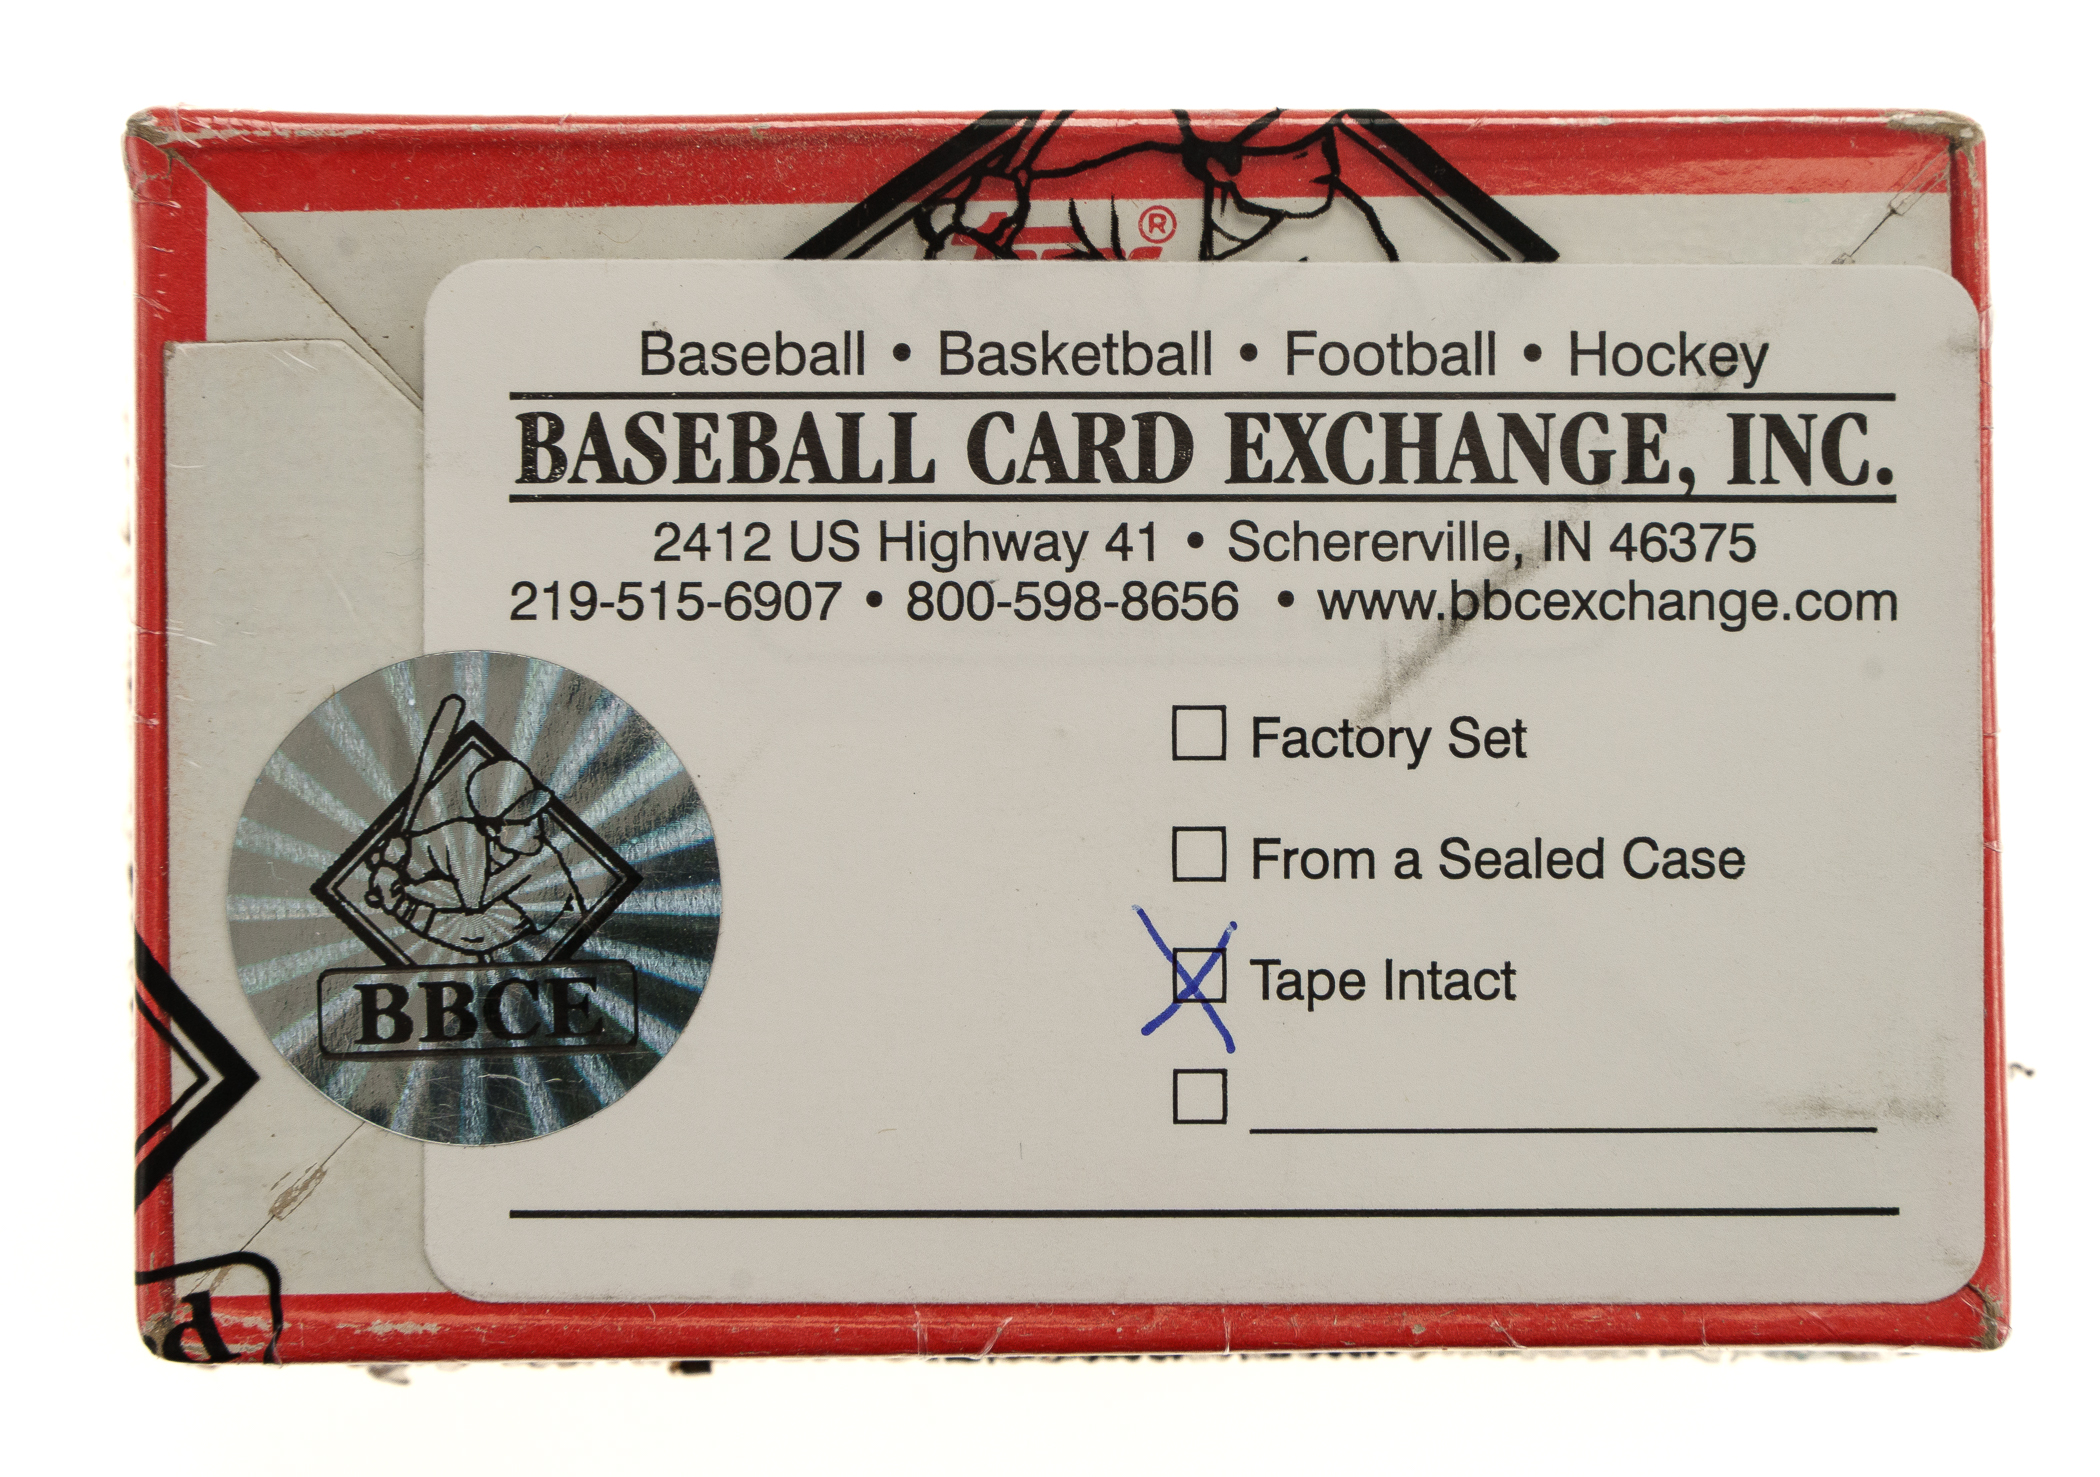 ®
Baseball • Basketball • Football • Hockey
BASEBALL CARD EXCHANGE, INC.
2412 US Highway 41 • Schererville, IN 46375
219-515-6907 • 800-598-8656 • www.bbcexchange.com
Factory Set
From a Sealed Case
Tape Intact
BBCE